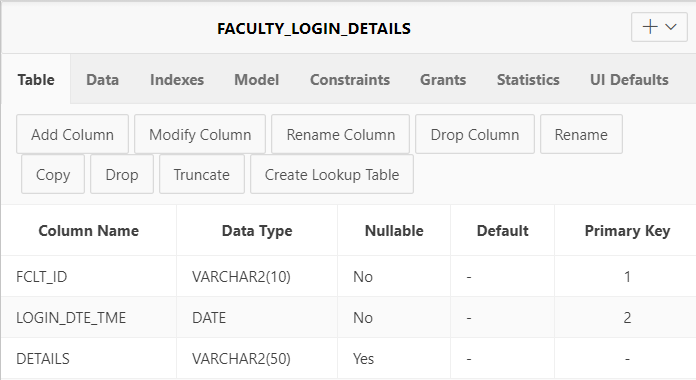 FACULTY_LOGIN_DETAILS
Table Data Indexes Model Constraints Grants Statistics UI Defaults
Add Column Modify Column Rename Column Drop Column Rename
Copy Drop Truncate Create Lookup Table
Column Name Data Type Nullable Default Primary Key
FCLT_ID VARCHAR2(10) No - 1
LOGIN_DTE_TME DATE No - 2
DETAILS VARCHAR2(50) Yes - -